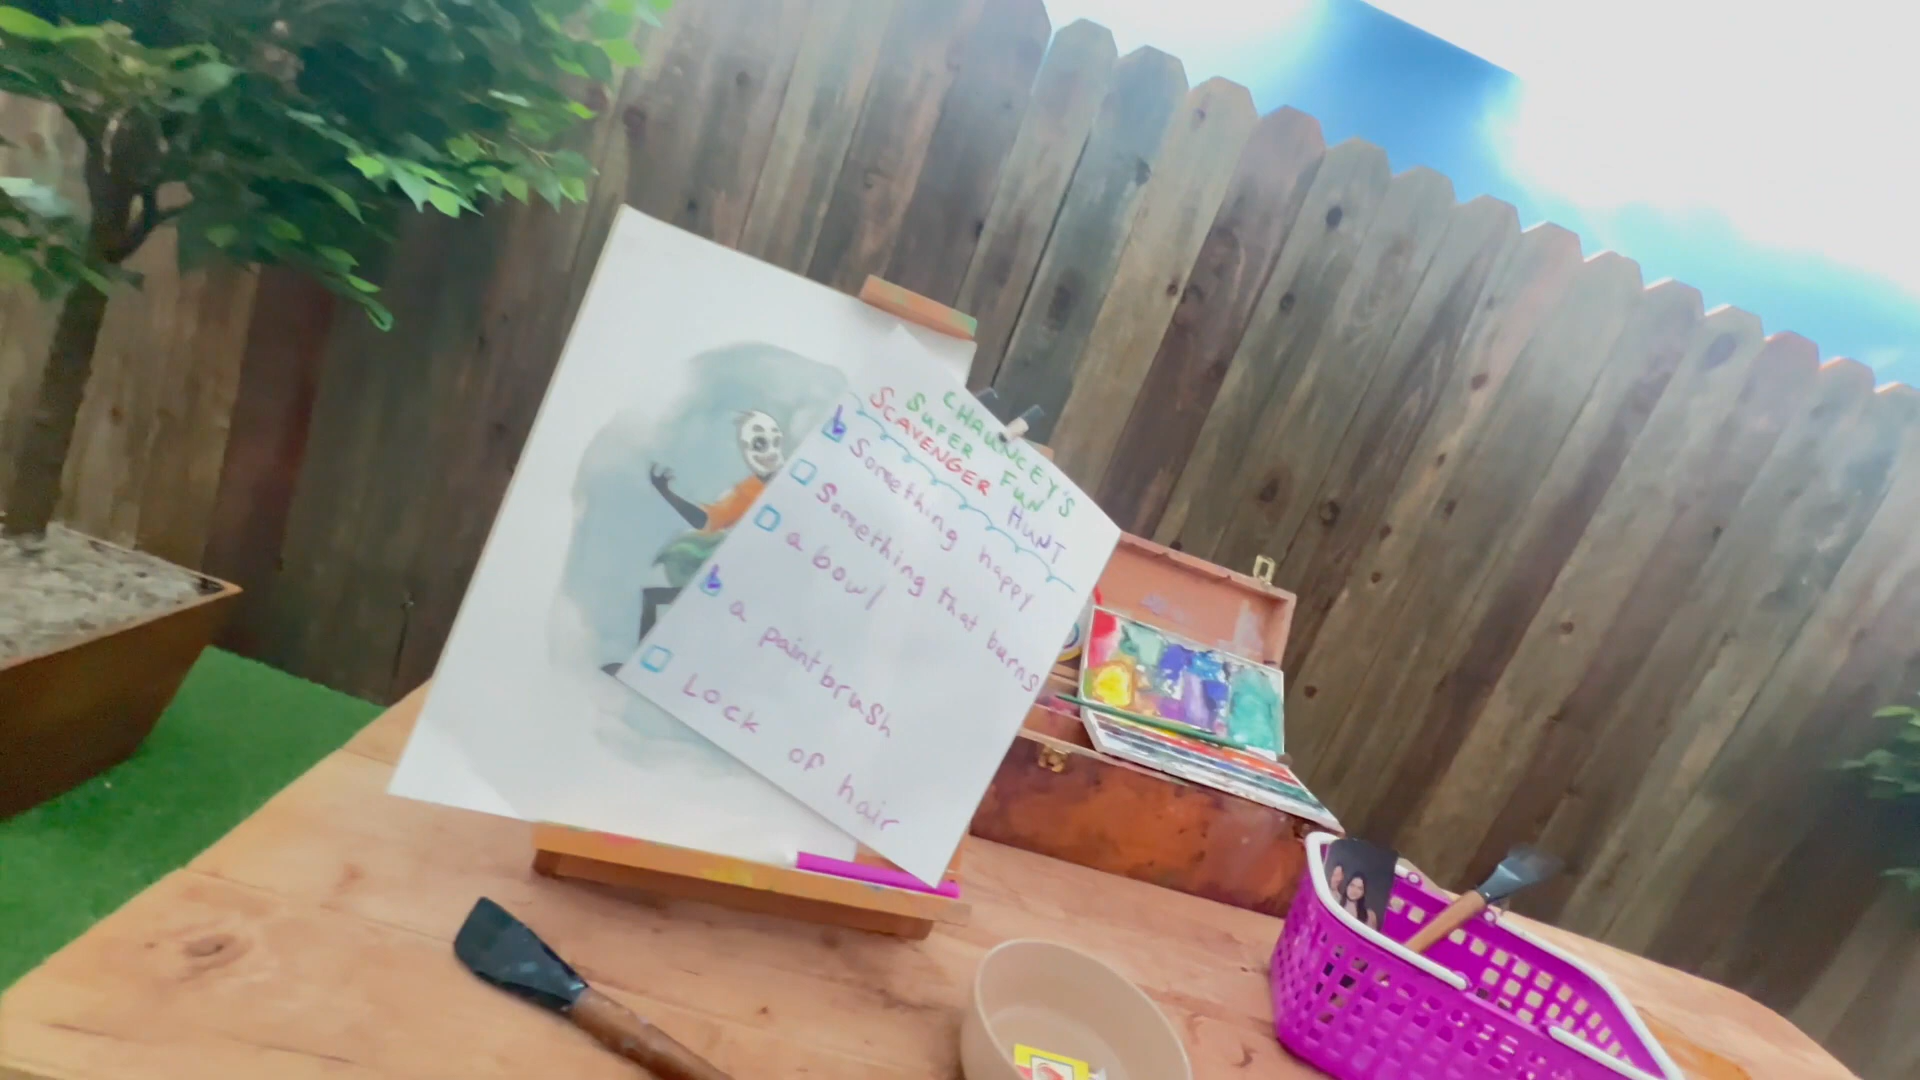 CHAUNCEY'S
SUPER FUN
SCAVENGER HUNT
Something happy
Something that burns
a bowl
a paintbrush
Lock of hair